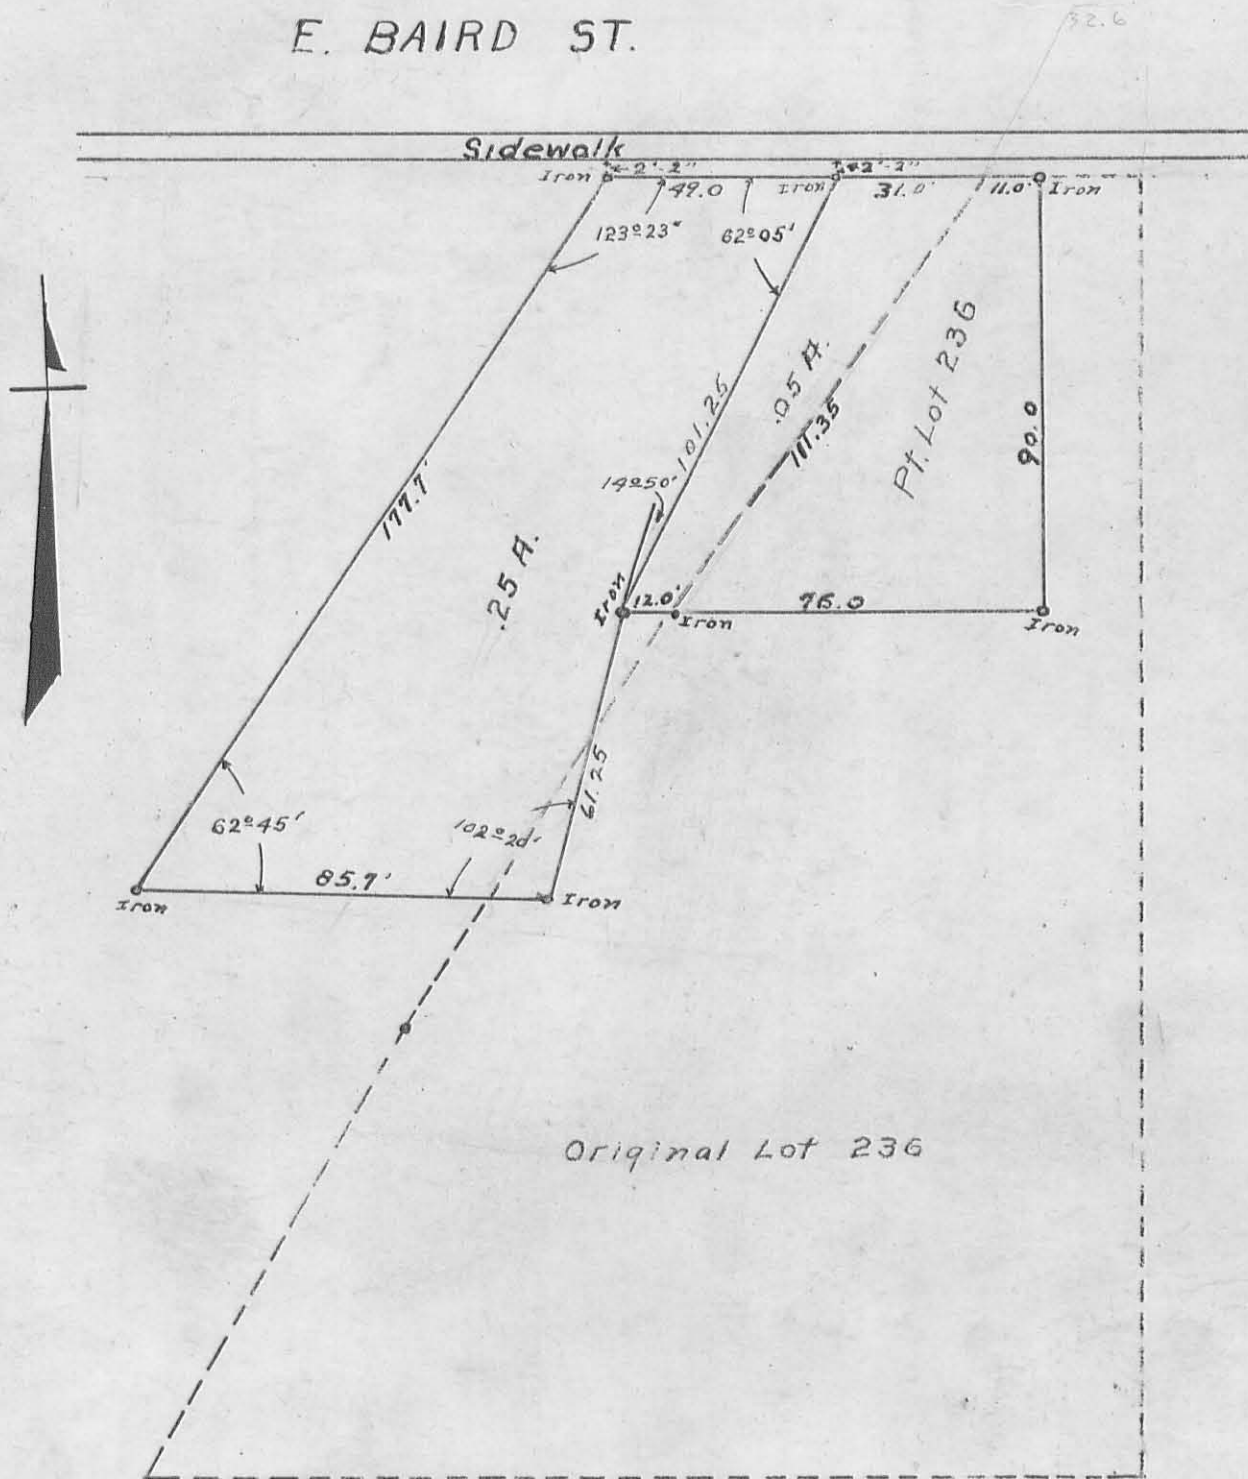 32.6
E. BAIRD ST.
Sidewalk
2'-2"
2'-2"
Iron
49.0
Iron
31.0'
11.0'
Iron
123°23"
62°05'
Pt. Lot 236
.05 A.
101.25
111.35
90.0
177.7'
14°50'
.25 A.
Iron
12.0'
Iron
76.0
Iron
61.25
62°45'
102°20'
85.7'
Iron
Iron
Original Lot 236